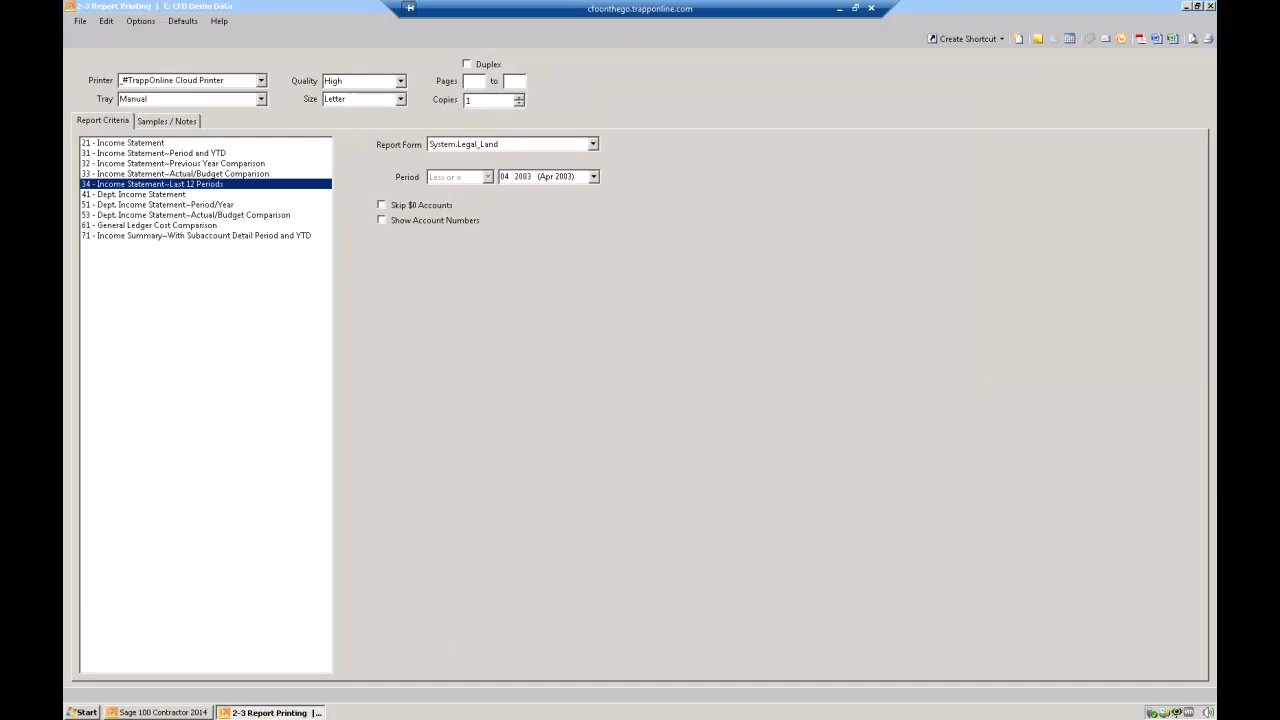 2-3 Report Printing | C: CFD Demo Data
cfoonthego.trapponline.com
File Edit Options Defaults Help
Create Shortcut
Duplex
Printer _#TrappOnline Cloud Printer Quality High Pages to
Tray Manual Size Letter Copies 1
Report Criteria Samples / Notes
21 - Income Statement
31 - Income Statement~Period and YTD
32 - Income Statement~Previous Year Comparison
33 - Income Statement~Actual/Budget Comparison
34 - Income Statement~Last 12 Periods
41 - Dept. Income Statement
51 - Dept. Income Statement~Period/Year
53 - Dept. Income Statement~Actual/Budget Comparison
61 - General Ledger Cost Comparison
71 - Income Summary~With Subaccount Detail Period and YTD
Report Form System.Legal_Land
Period Less or = 04 2003 (Apr 2003)
Skip $0 Accounts
Show Account Numbers
Start Sage 100 Contractor 2014 2-3 Report Printing |...